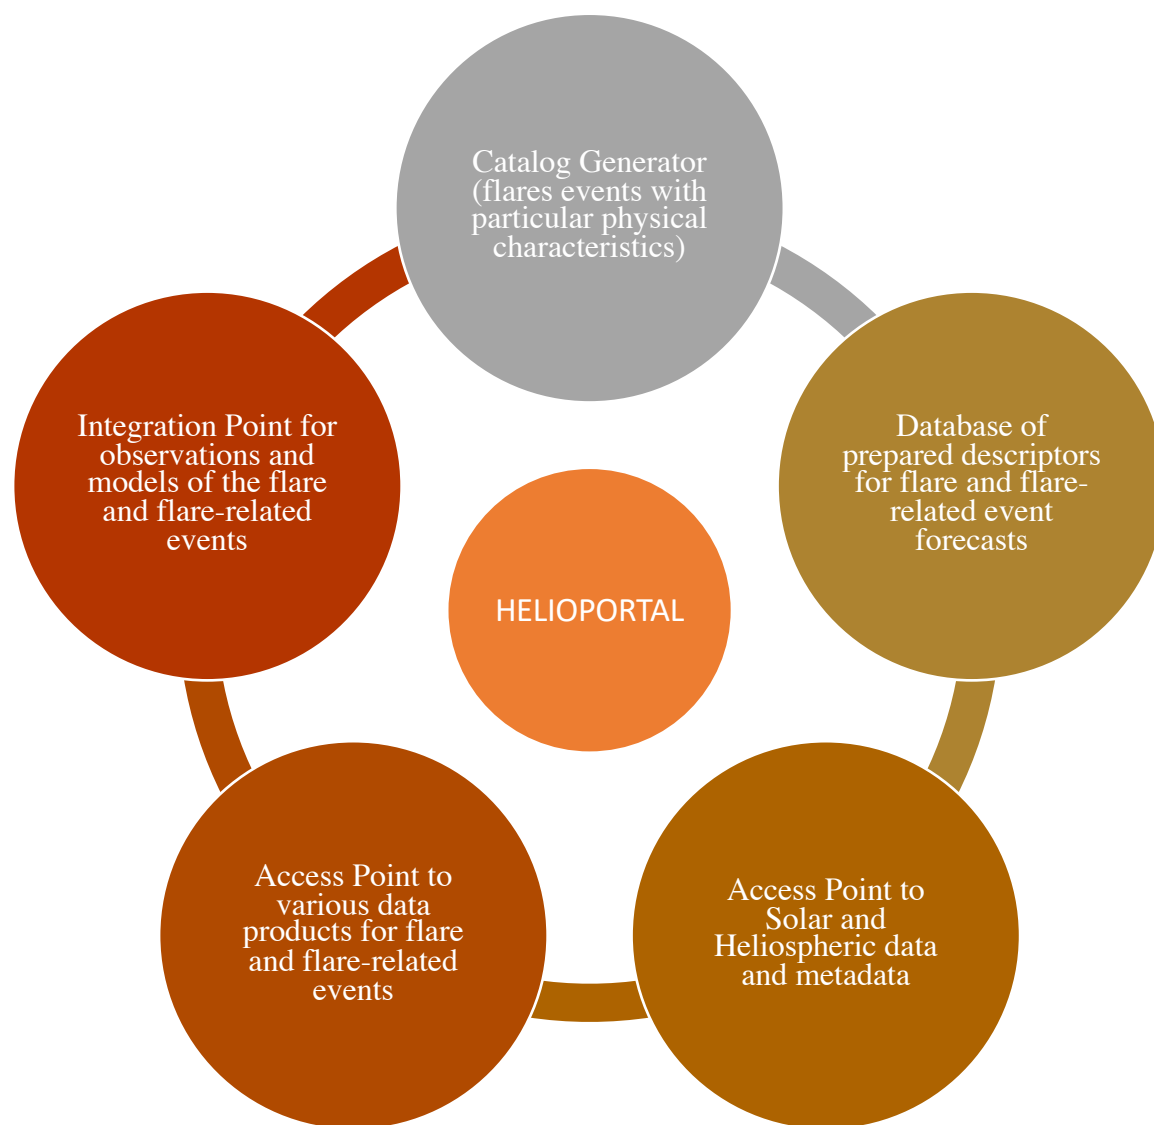 Catalog Generator
(flares events with
particular physical
characteristics)
Integration Point for
observations and
models of the flare
and flare-related
events
Database of
prepared descriptors
for flare and flare-
related event
forecasts
HELIOPORTAL
Access Point to
various data
products for flare
and flare-related
events
Access Point to
Solar and
Heliospheric data
and metadata